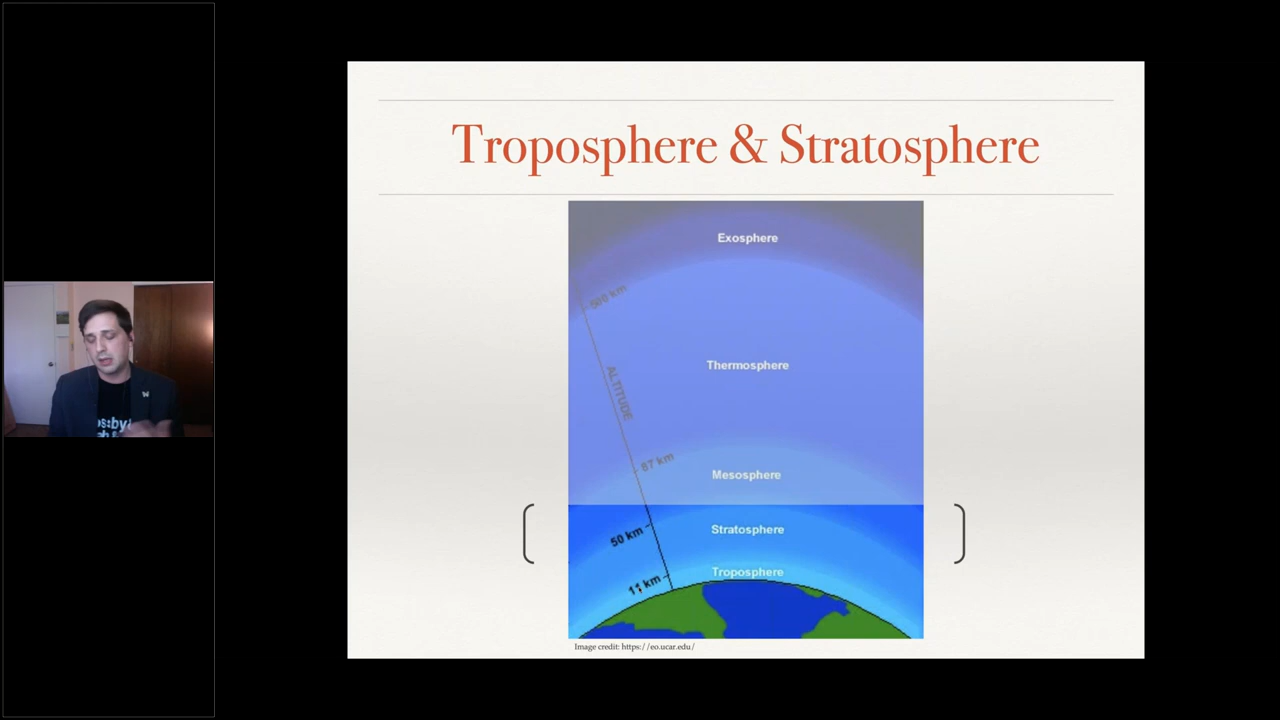 Troposphere & Stratosphere
Exosphere
500 km
Thermosphere
ALTITUDE
87 km
Mesosphere
Stratosphere
50 km
Troposphere
11 km
Image credit: https://eo.ucar.edu/